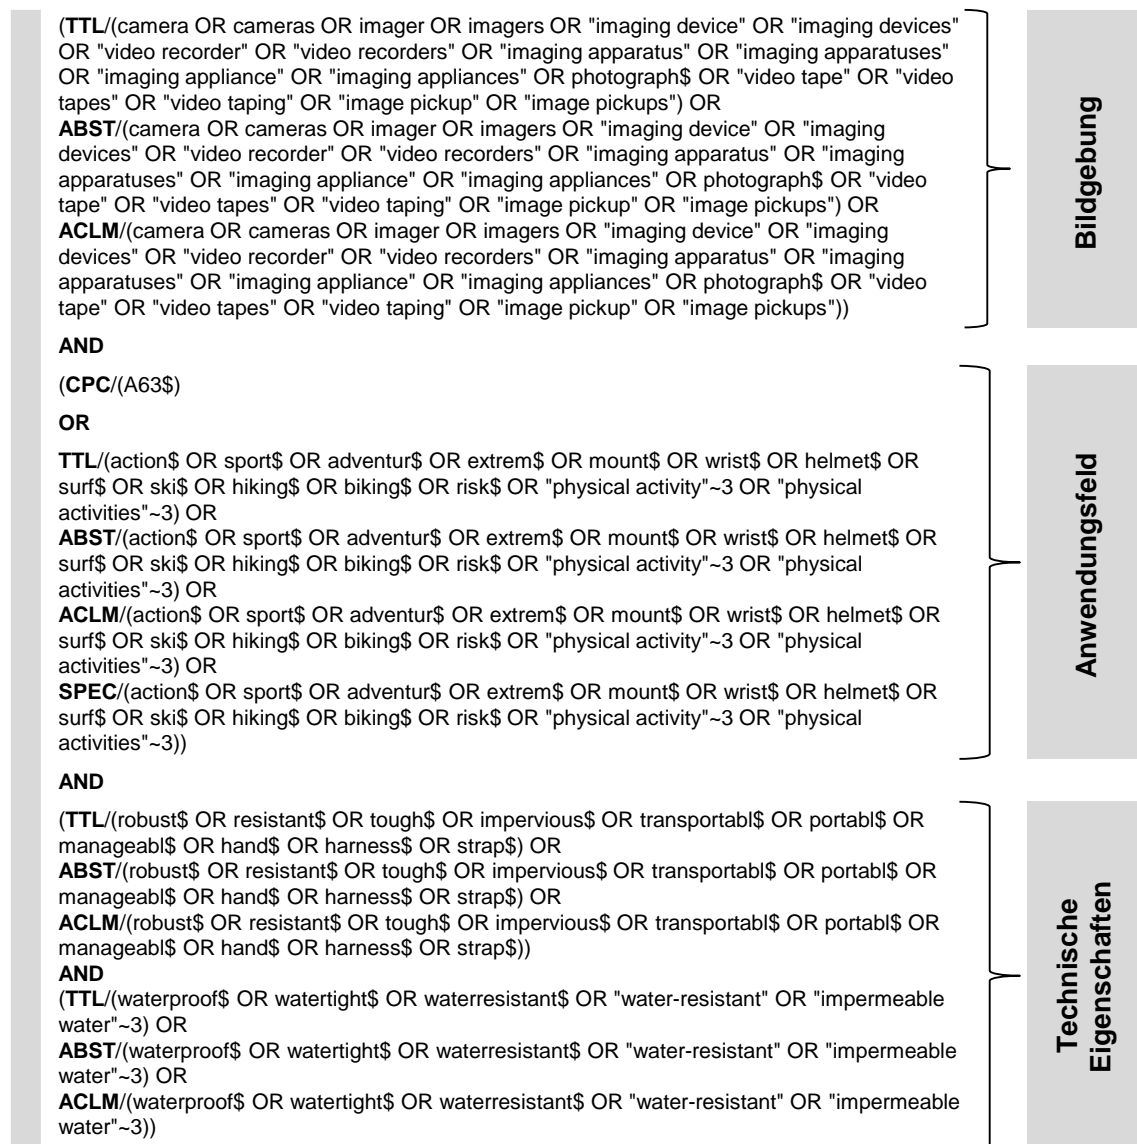 (TTL/(camera OR cameras OR imager OR imagers OR "imaging device" OR "imaging devices"
OR "video recorder" OR "video recorders" OR "imaging apparatus" OR "imaging apparatuses"
OR "imaging appliance" OR "imaging appliances" OR photograph$ OR "video tape" OR "video
tapes" OR "video taping" OR "image pickup" OR "image pickups") OR
ABST/(camera OR cameras OR imager OR imagers OR "imaging device" OR "imaging
devices" OR "video recorder" OR "video recorders" OR "imaging apparatus" OR "imaging
apparatuses" OR "imaging appliance" OR "imaging appliances" OR photograph$ OR "video
tape" OR "video tapes" OR "video taping" OR "image pickup" OR "image pickups") OR
ACLM/(camera OR cameras OR imager OR imagers OR "imaging device" OR "imaging
devices" OR "video recorder" OR "video recorders" OR "imaging apparatus" OR "imaging
apparatuses" OR "imaging appliance" OR "imaging appliances" OR photograph$ OR "video
tape" OR "video tapes" OR "video taping" OR "image pickup" OR "image pickups"))
Bildgebung
AND
(CPC/(A63$)
OR
TTL/(action$ OR sport$ OR adventur$ OR extrem$ OR mount$ OR wrist$ OR helmet$ OR
surf$ OR ski$ OR hiking$ OR biking$ OR risk$ OR "physical activity"~3 OR "physical
activities"~3) OR
ABST/(action$ OR sport$ OR adventur$ OR extrem$ OR mount$ OR wrist$ OR helmet$ OR
surf$ OR ski$ OR hiking$ OR biking$ OR risk$ OR "physical activity"~3 OR "physical
activities"~3) OR
ACLM/(action$ OR sport$ OR adventur$ OR extrem$ OR mount$ OR wrist$ OR helmet$ OR
surf$ OR ski$ OR hiking$ OR biking$ OR risk$ OR "physical activity"~3 OR "physical
activities"~3) OR
SPEC/(action$ OR sport$ OR adventur$ OR extrem$ OR mount$ OR wrist$ OR helmet$ OR
surf$ OR ski$ OR hiking$ OR biking$ OR risk$ OR "physical activity"~3 OR "physical
activities"~3))
Anwendungsfeld
AND
(TTL/(robust$ OR resistant$ OR tough$ OR impervious$ OR transportabl$ OR portabl$ OR
manageabl$ OR hand$ OR harness$ OR strap$) OR
ABST/(robust$ OR resistant$ OR tough$ OR impervious$ OR transportabl$ OR portabl$ OR
manageabl$ OR hand$ OR harness$ OR strap$) OR
ACLM/(robust$ OR resistant$ OR tough$ OR impervious$ OR transportabl$ OR portabl$ OR
manageabl$ OR hand$ OR harness$ OR strap$))
AND
(TTL/(waterproof$ OR watertight$ OR waterresistant$ OR "water-resistant" OR "impermeable
water"~3) OR
ABST/(waterproof$ OR watertight$ OR waterresistant$ OR "water-resistant" OR "impermeable
water"~3) OR
ACLM/(waterproof$ OR watertight$ OR waterresistant$ OR "water-resistant" OR "impermeable
water"~3))
Technische
Eigenschaften